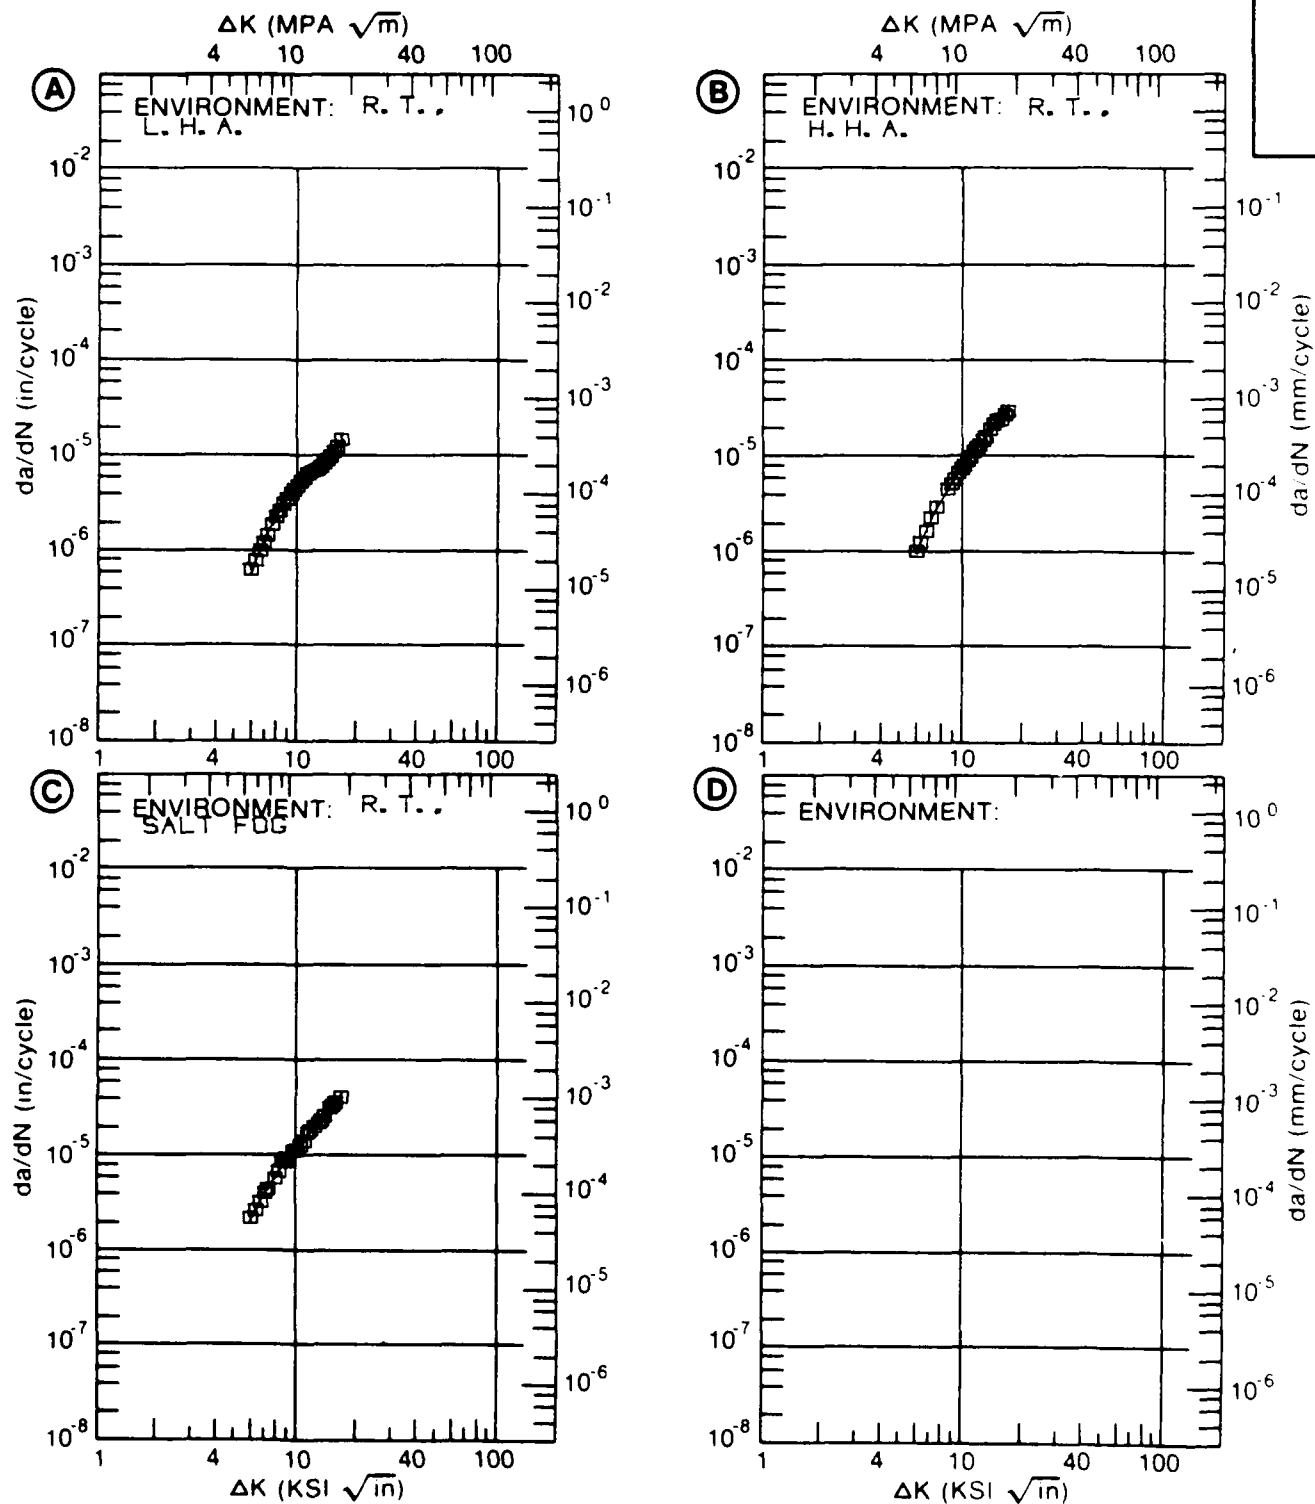 ΔK (MPA √m)
4 10 40 100
ΔK (MPA √m)
4 10 40 100
A
ENVIRONMENT: R. T. ,
L. H. A.
10^0
10^-2
10^-1
10^-3
10^-2
10^-4
10^-3
10^-5
10^-4
10^-6
10^-5
10^-7
10^-6
10^-8
da/dN (in/cycle)
1 4 10 40 100
B
ENVIRONMENT: R. T. ,
H. H. A.
10^-2
10^-1
10^-3
10^-2
10^-4
10^-3
10^-5
10^-4
10^-6
10^-5
10^-7
10^-6
10^-8
da/dN (mm/cycle)
1 4 10 40 100
C
ENVIRONMENT: R. T. ,
SALT FOG
10^0
10^-2
10^-1
10^-3
10^-2
10^-4
10^-3
10^-5
10^-4
10^-6
10^-5
10^-7
10^-6
10^-8
da/dN (in/cycle)
1 4 10 40 100
ΔK (KSI √in)
D
ENVIRONMENT:
10^0
10^-2
10^-1
10^-3
10^-2
10^-4
10^-3
10^-5
10^-4
10^-6
10^-5
10^-7
10^-6
10^-8
da/dN (mm/cycle)
1 4 10 40 100
ΔK (KSI √in)